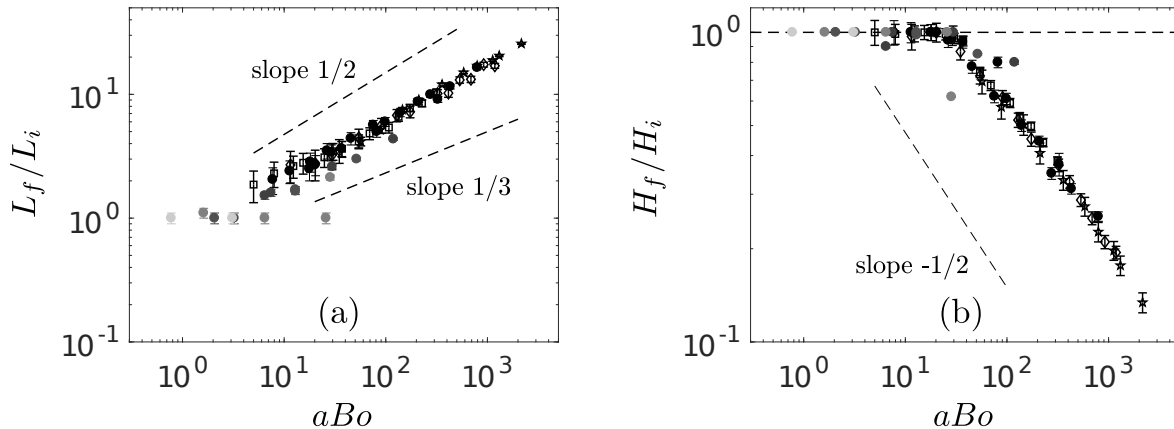 10^1
10^0
10^-1
L_f/L_i
slope 1/2
slope 1/3
(a)
10^0 10^1 10^2 10^3
aBo
10^0
10^-1
H_f/H_i
slope -1/2
(b)
10^0 10^1 10^2 10^3
aBo